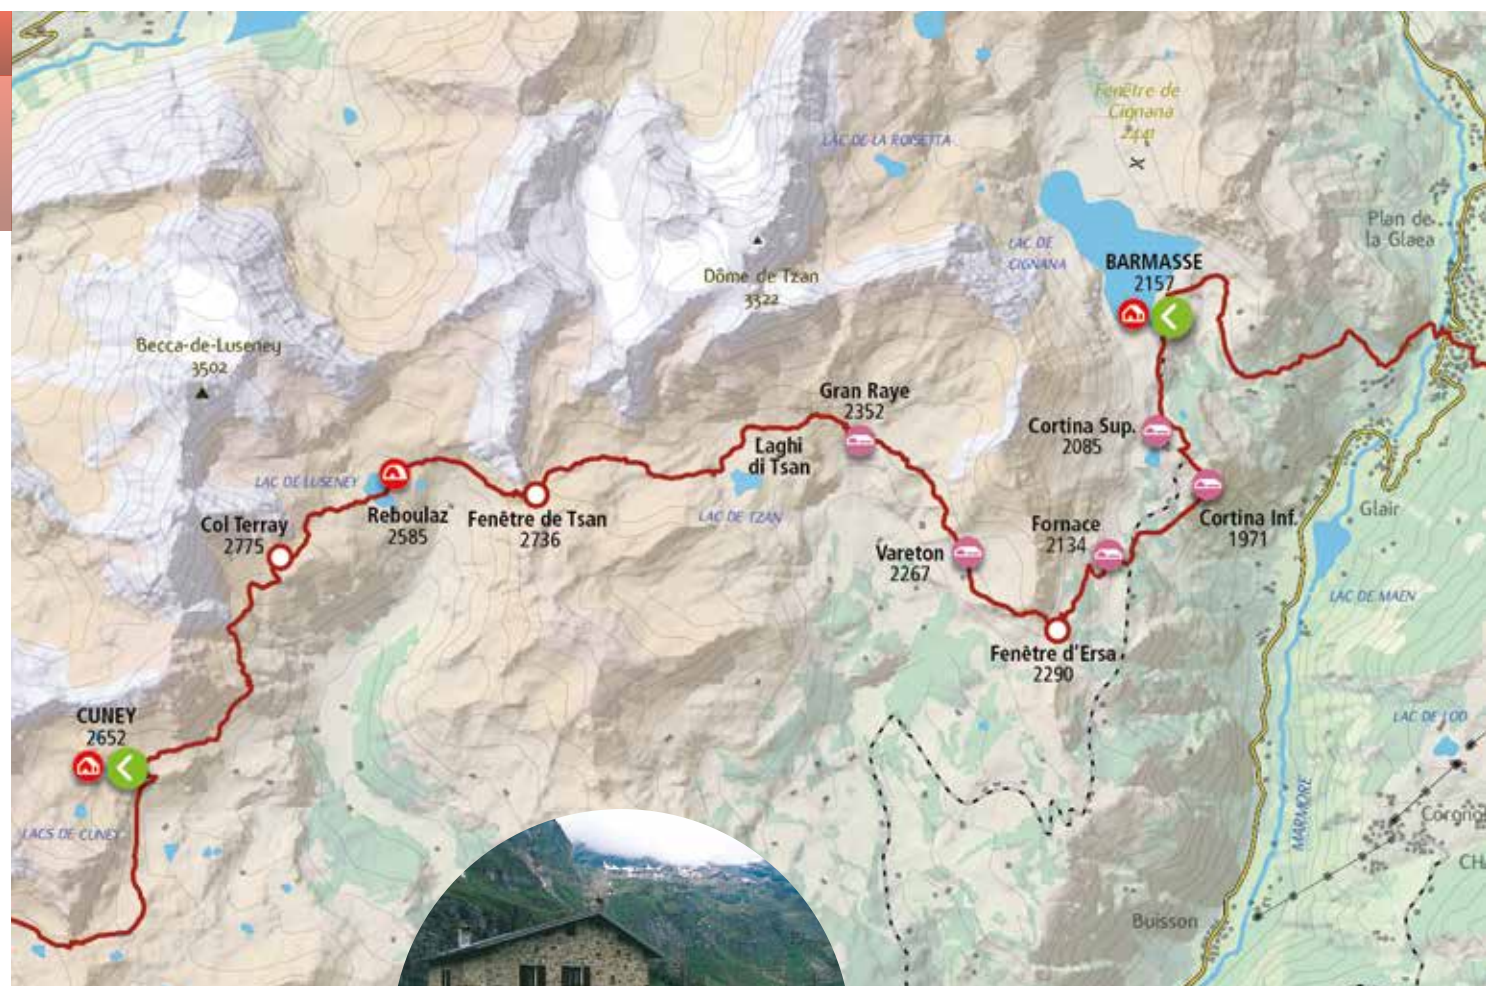 Fenêtre de
Cignana
2441
LAC DE LA ROISETTA
Plan de
la Glaea
LAC DE
CIGNANA
BARMASSE
2157
Dôme de Tzan
3322
Becca-de-Luseney
3502
Gran Raye
2352
Cortina Sup.
2085
Laghi
di Tsan
LAC DE LUSENEY
Reboulaz
2585
Fenêtre de Tsan
2736
LAC DE TZAN
Col Terray
2775
Cortina Inf.
1971
Glair
Fornace
2134
Vareton
2267
LAC DE MAEN
Fenêtre d'Ersa
2290
CUNEY
2652
LAC DE LOD
LACS DE CUNEY
MARMORE
Corgno
CH
Buisson